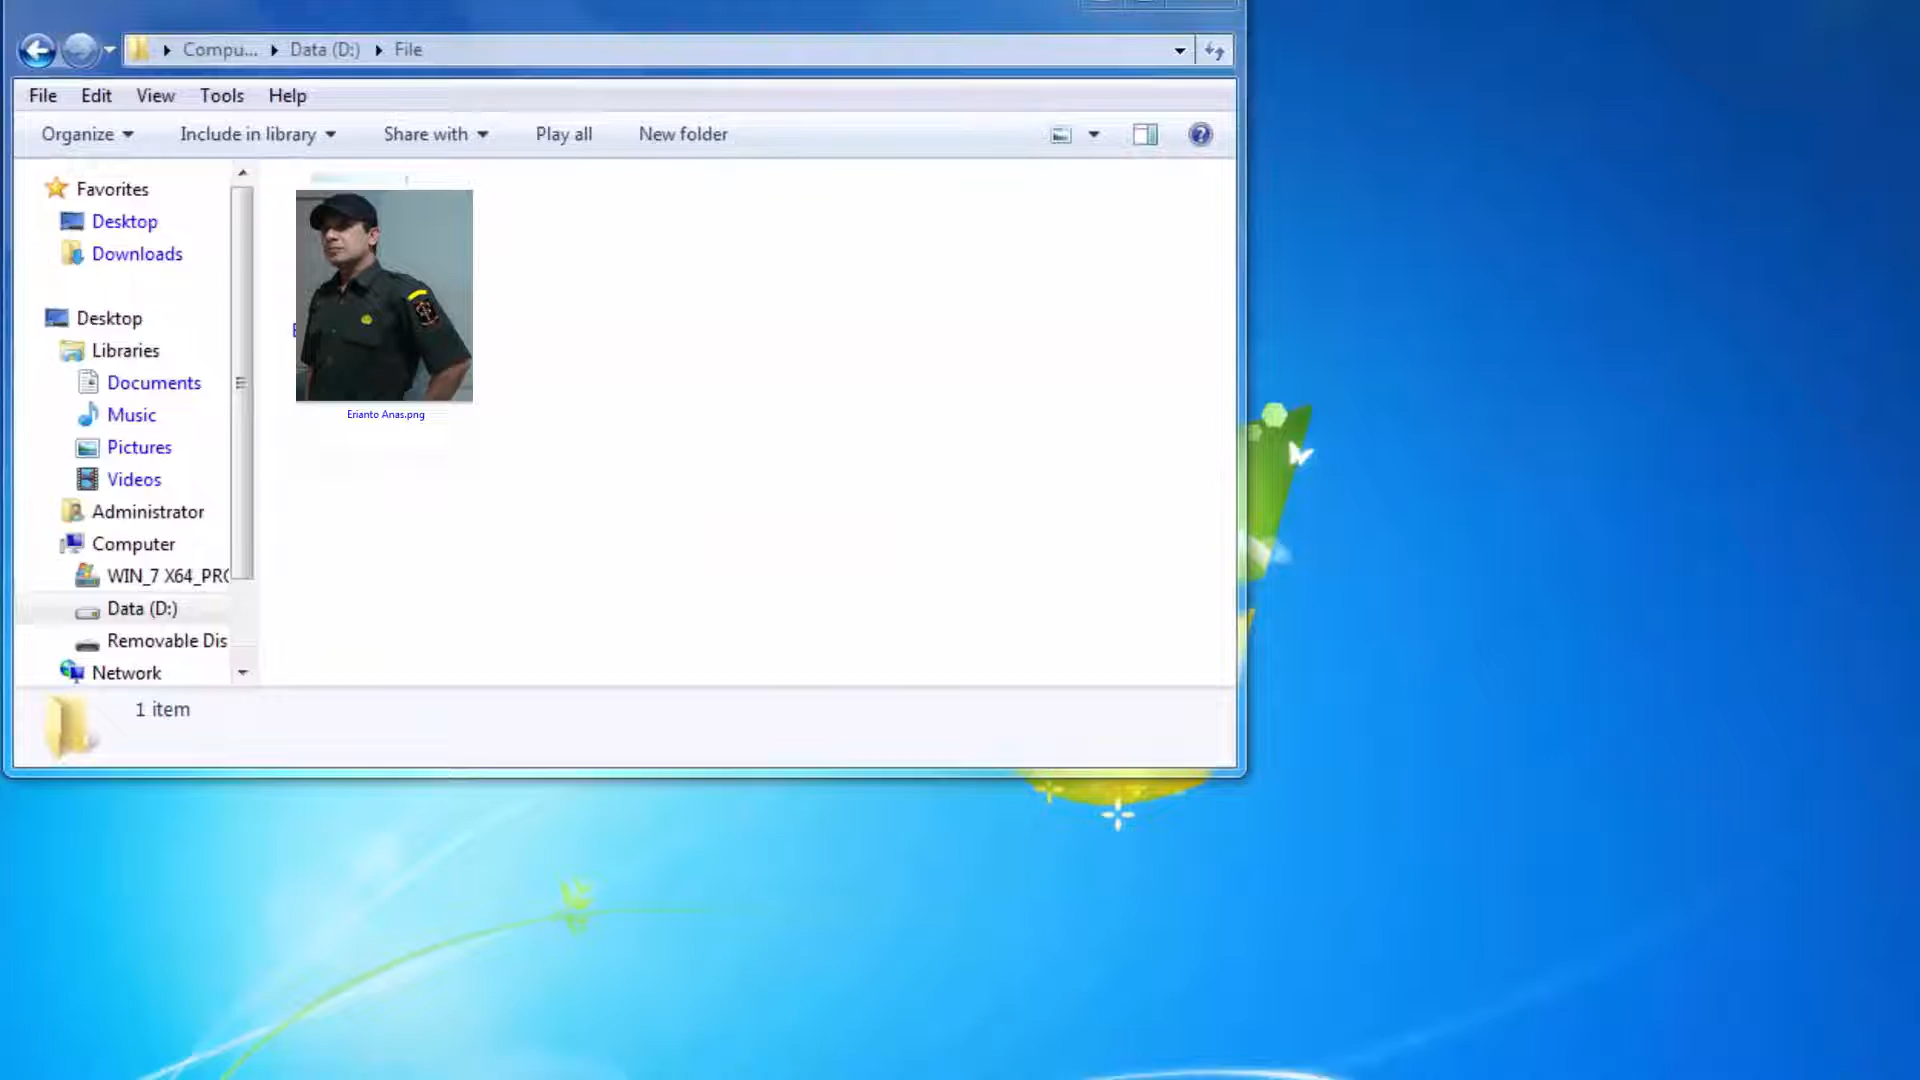 Compu... Data (D:) File
File Edit View Tools Help
Organize Include in library Share with Play all New folder
Favorites
Desktop
Downloads
Desktop
Libraries
Documents
Music
Pictures
Videos
Administrator
Computer
WIN_7 X64_PRO
Data (D:)
Removable Dis
Network
Erianto Anas.png
1 item